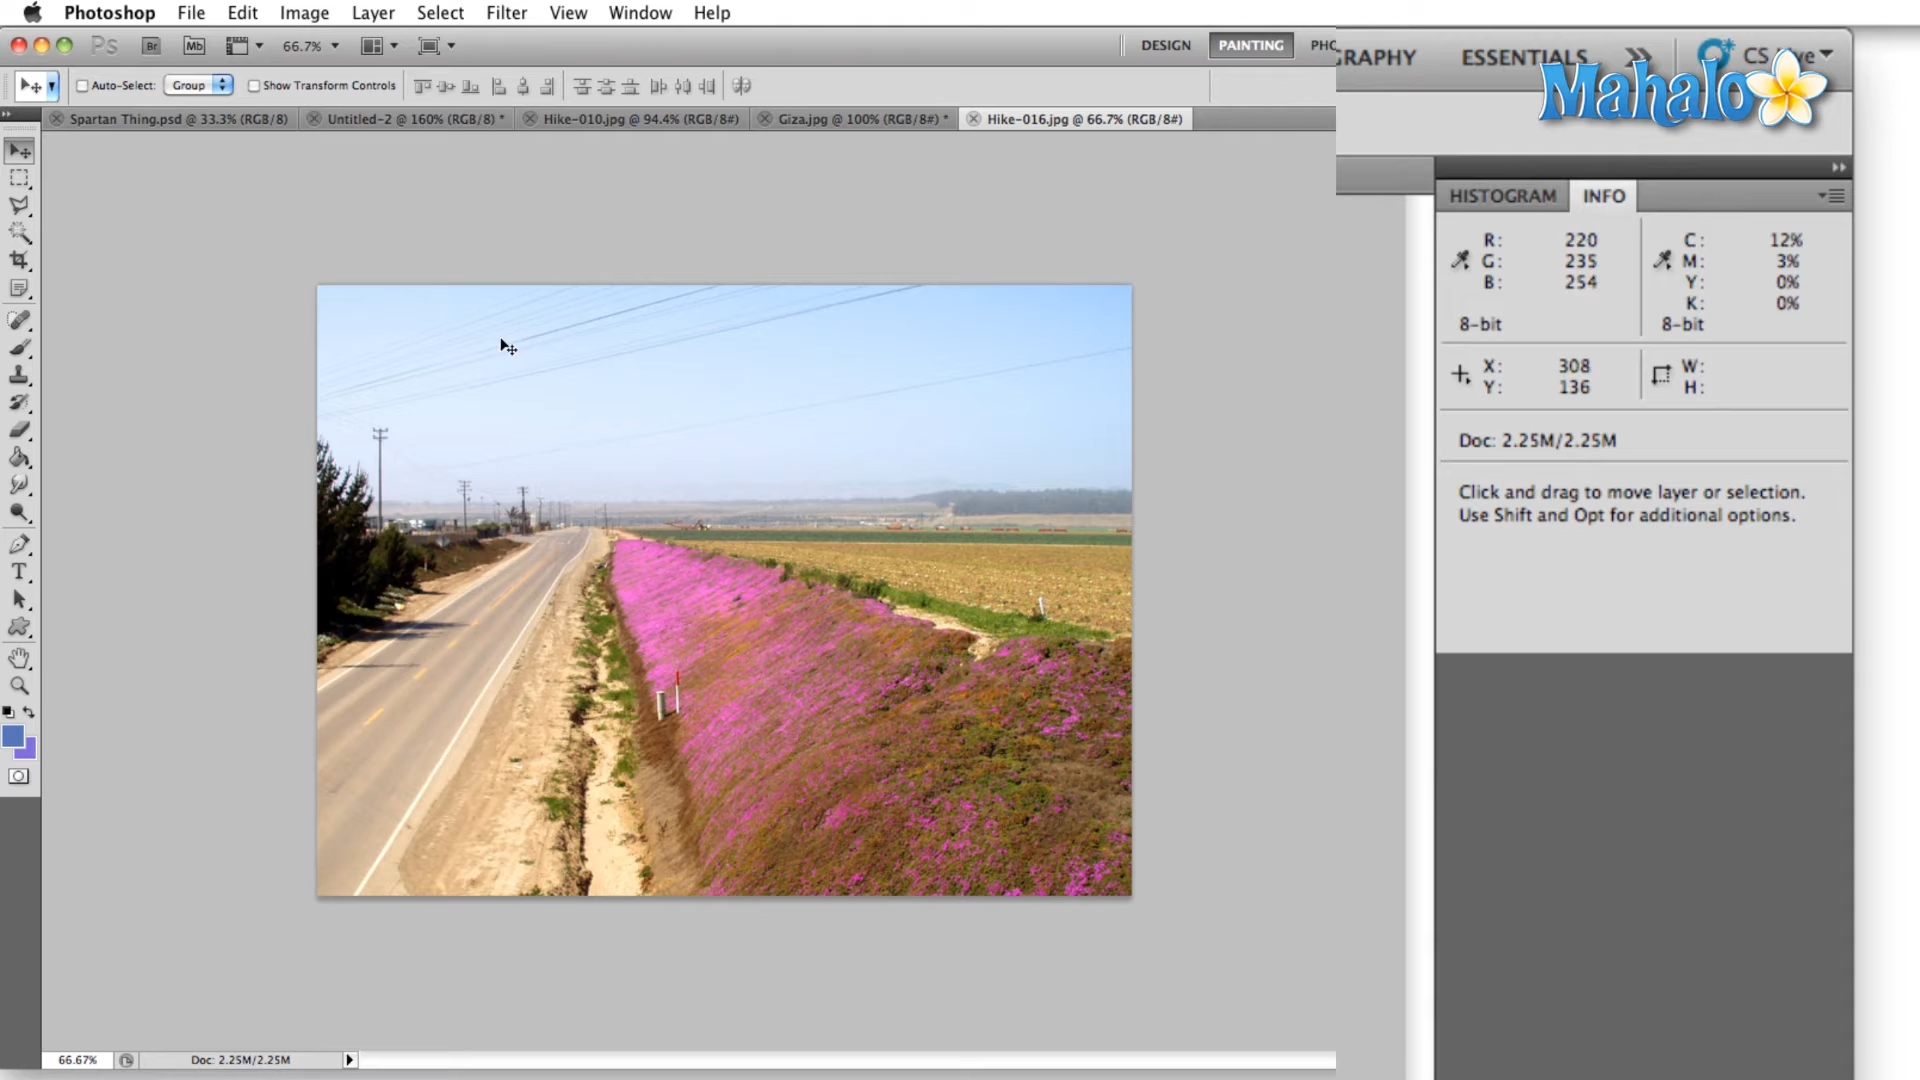 Photoshop File Edit Image Layer Select Filter View Window Help
Ps Br Mb 66.7% DESIGN PAINTING PHO
RAPHY ESSENTIALS CS
Mahalo
Auto-Select: Group Show Transform Controls
Spartan Thing.psd @ 33.3% (RGB/8) Untitled-2 @ 160% (RGB/8) * Hike-010.jpg @ 94.4% (RGB/8#) Giza.jpg @ 100% (RGB/8#) * Hike-016.jpg @ 66.7% (RGB/8#)
HISTOGRAM INFO
R: 220 C: 12%
G: 235 M: 3%
B: 254 Y: 0%
K: 0%
8-bit 8-bit
X: 308 W:
Y: 136 H:
Doc: 2.25M/2.25M
Click and drag to move layer or selection.
Use Shift and Opt for additional options.
T
66.67% Doc: 2.25M/2.25M